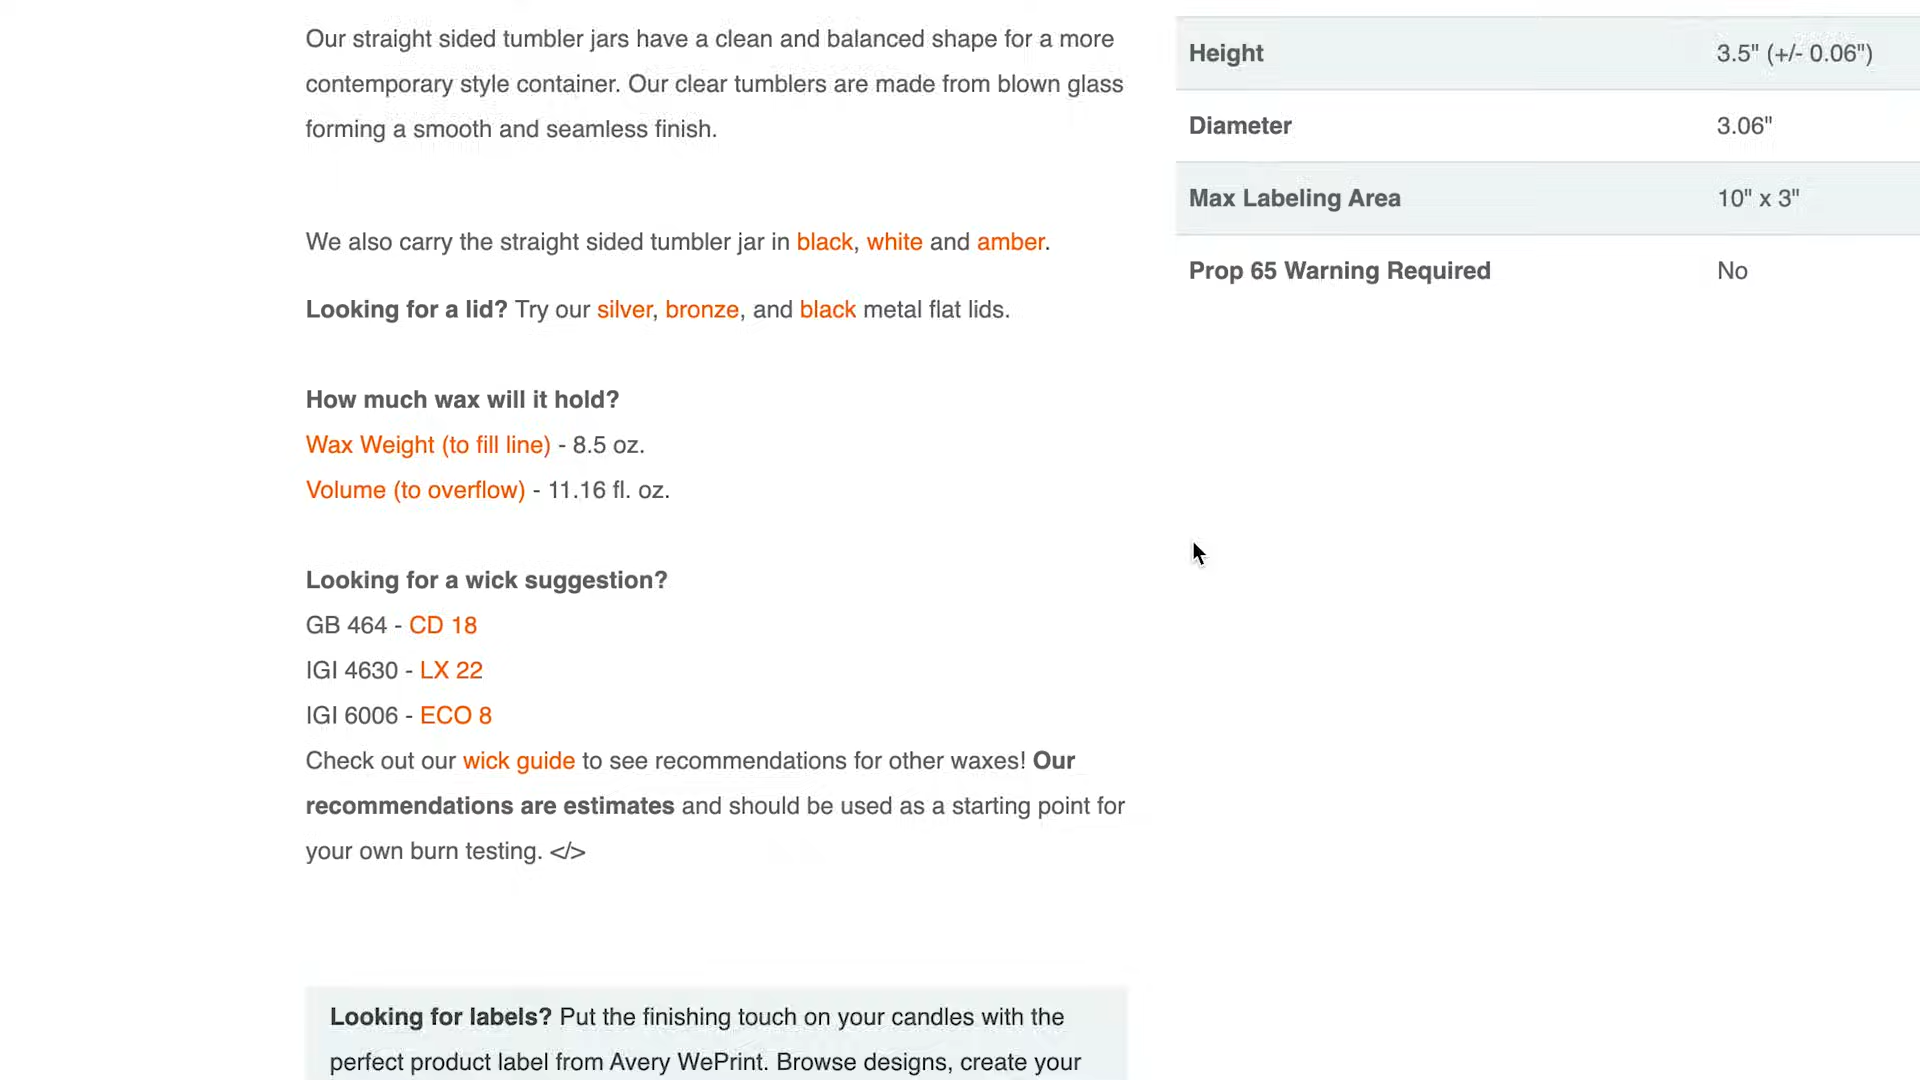 Our straight sided tumbler jars have a clean and balanced shape for a more
contemporary style container. Our clear tumblers are made from blown glass
forming a smooth and seamless finish.
We also carry the straight sided tumbler jar in black, white and amber.
Looking for a lid? Try our silver, bronze, and black metal flat lids.
How much wax will it hold?
Wax Weight (to fill line) - 8.5 oz.
Volume (to overflow) - 11.16 fl. oz.
Looking for a wick suggestion?
GB 464 - CD 18
IGI 4630 - LX 22
IGI 6006 - ECO 8
Check out our wick guide to see recommendations for other waxes! Our
recommendations are estimates and should be used as a starting point for
your own burn testing. </>
Looking for labels? Put the finishing touch on your candles with the
perfect product label from Avery WePrint. Browse designs, create your
Height 3.5" (+/- 0.06")
Diameter 3.06"
Max Labeling Area 10" x 3"
Prop 65 Warning Required No